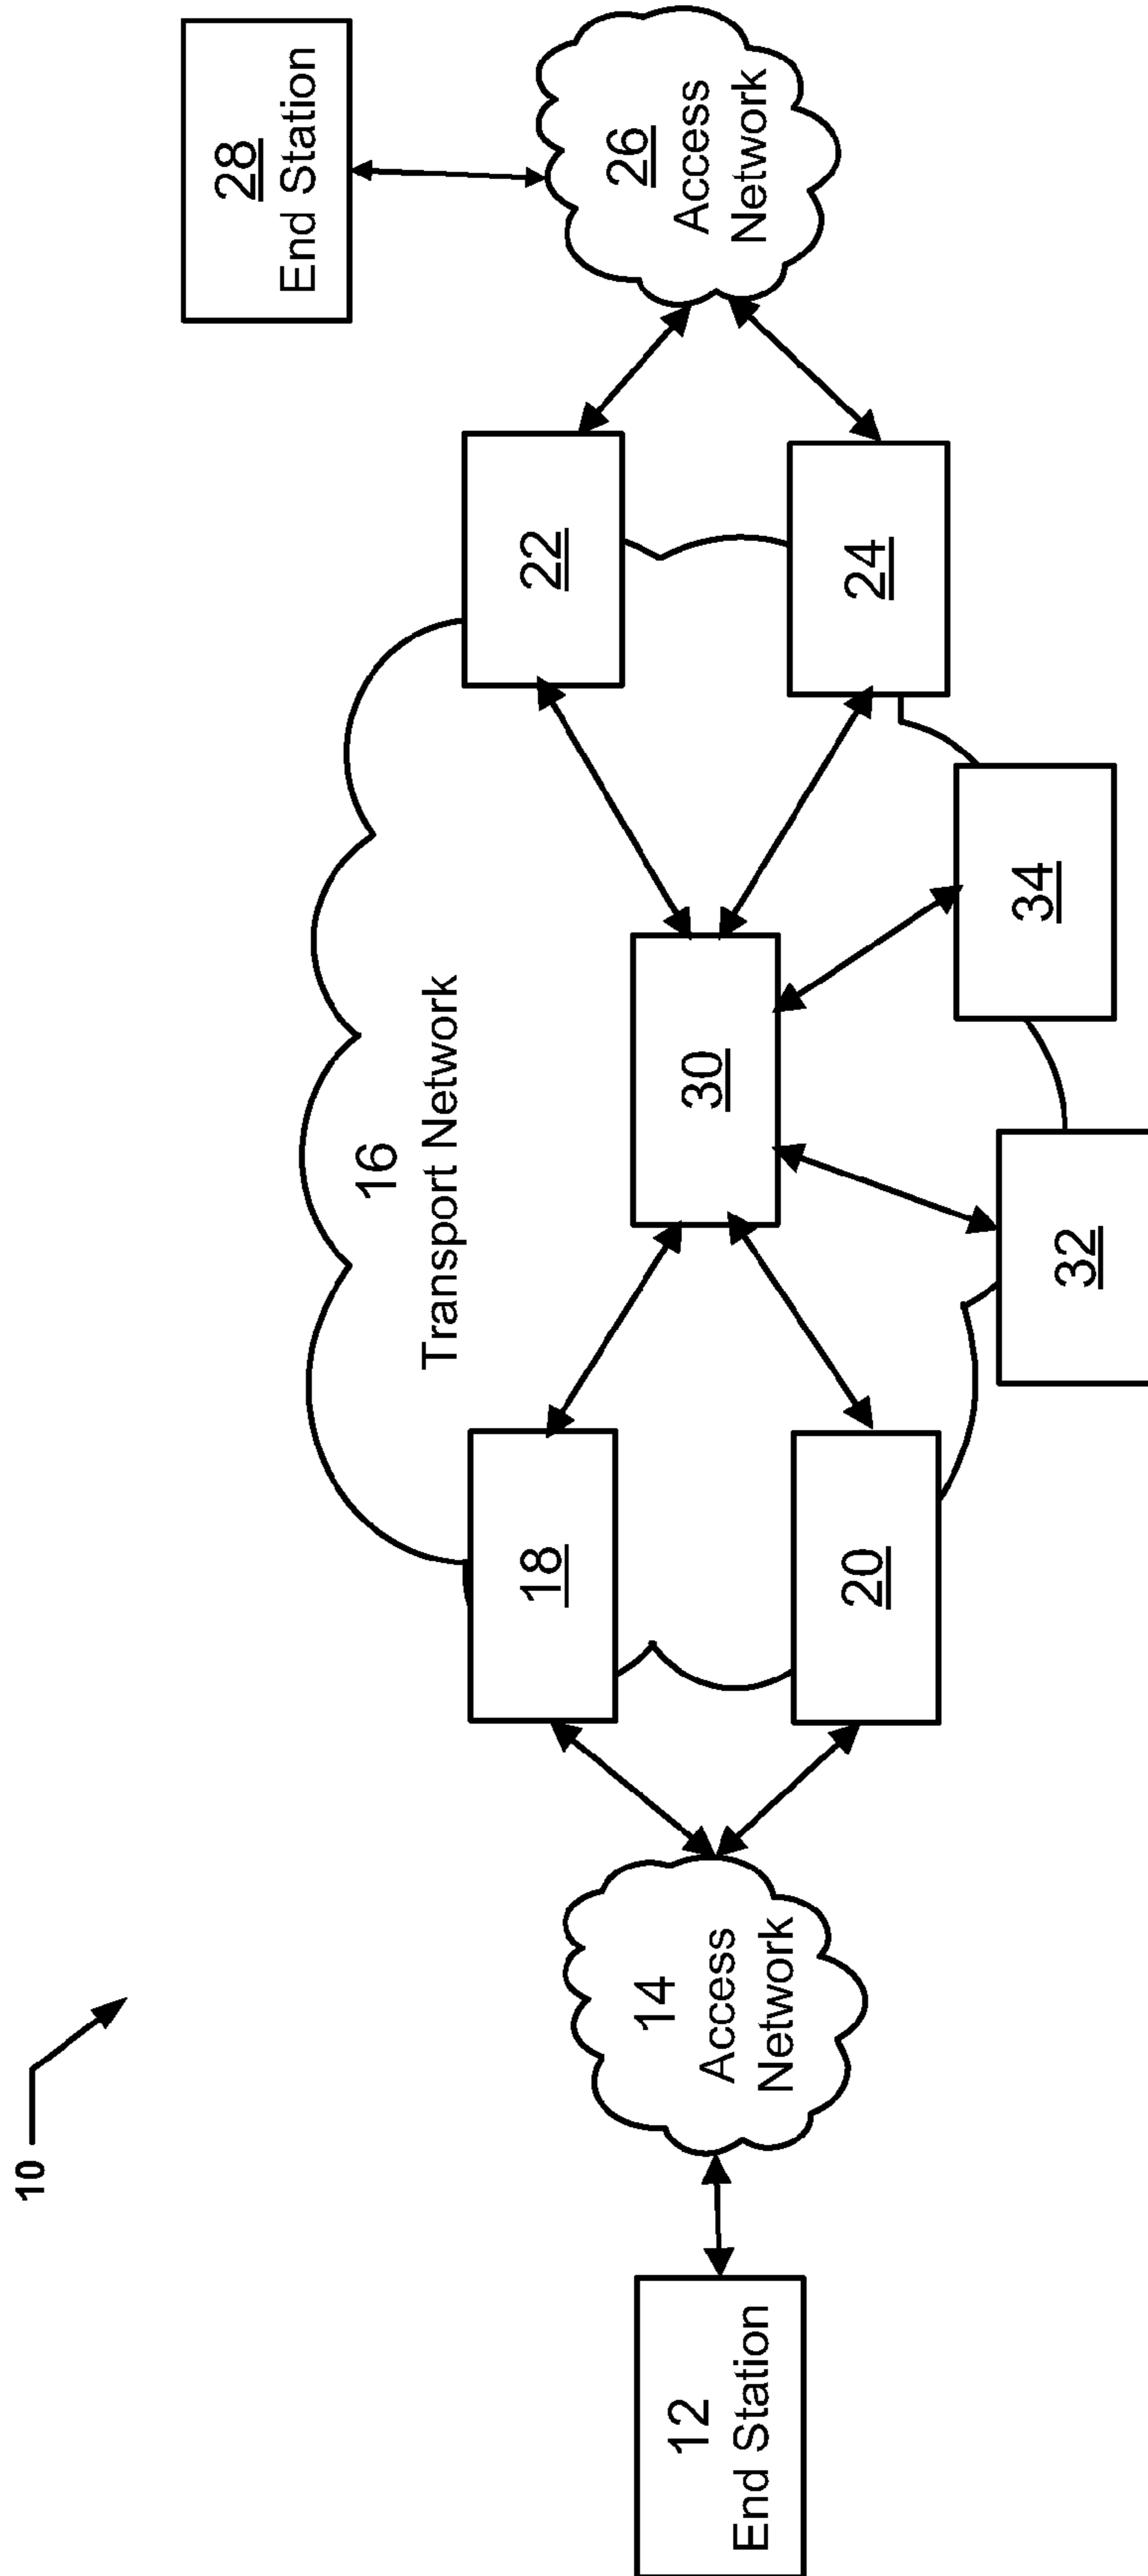 10
12
End Station
14
Access
Network
16
Transport Network
18
20
30
32
34
22
24
26
Access
Network
28
End Station